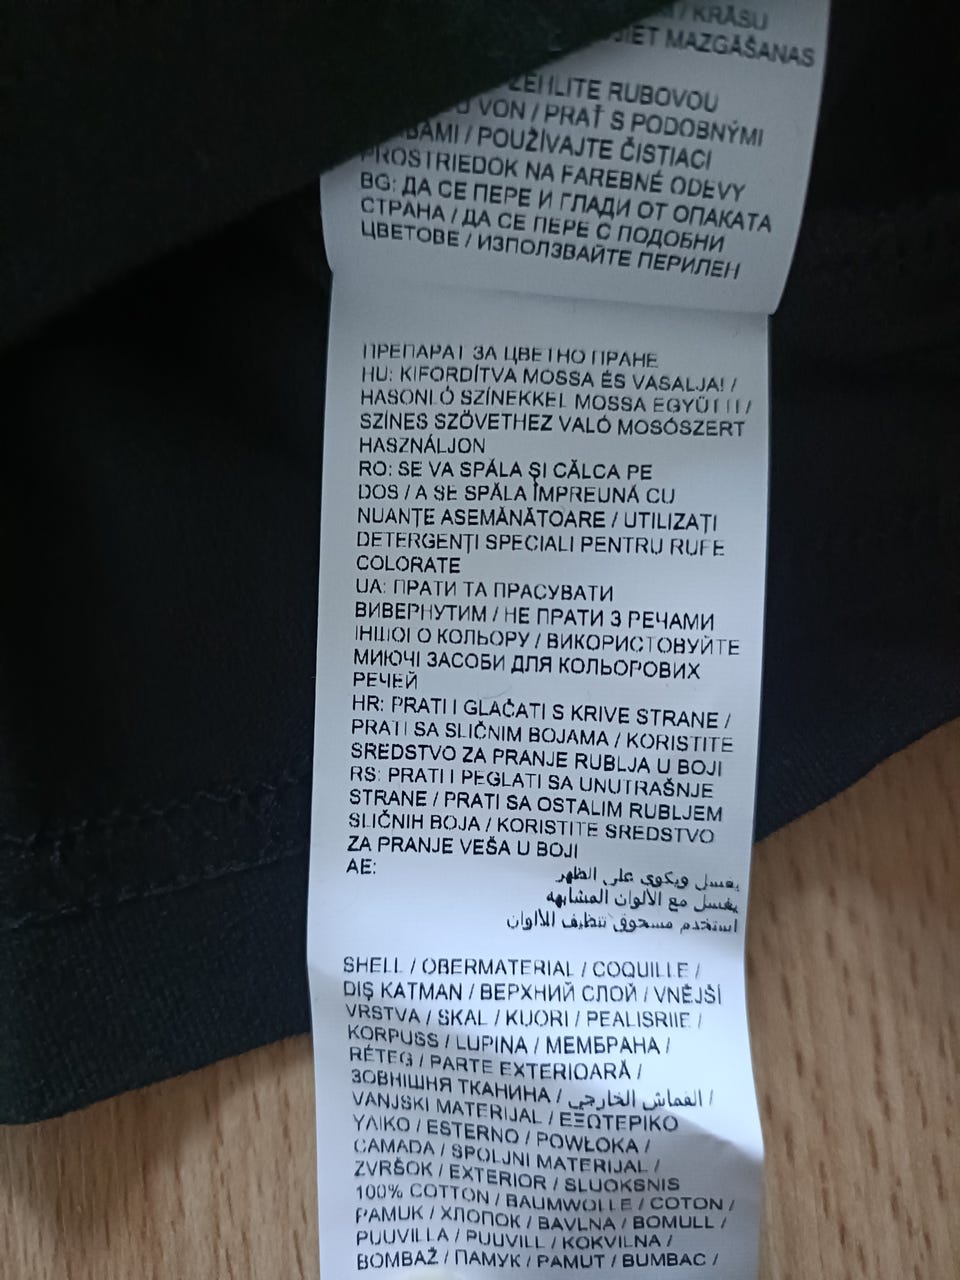 / KRĀSU
MAZGĀŠANAS
RUBOVOU
VON / PRAŤ S PODOBNÝMI
/ POUŽÍVAJTE ČISTIACI
PROSTRIEDOK NA FAREBNÉ ODEVY
BG: ДА СЕ ПЕРЕ И ГЛАДИ ОТ ОПАКАТА
СТРАНА / ДА СЕ ПЕРЕ С ПОДОБНИ
ЦВЕТОВЕ / ИЗПОЛЗВАЙТЕ ПЕРИЛЕН
ПРЕПАРАТ ЗА ЦВЕТНО ПРАНЕ
HU: KIFORDÍTVA MOSSA ÉS VASALJA! /
HASONLÓ SZÍNEKKEL MOSSA EGYÜTT! /
SZÍNES SZÖVETHEZ VALÓ MOSÓSZERT
HASZNÁLJON
RO: SE VA SPĂLA ȘI CĂLCA PE
DOS / A SE SPĂLA ÎMPREUNĂ CU
NUANȚE ASEMĂNĂTOARE / UTILIZAȚI
DETERGENȚI SPECIALI PENTRU RUFE
COLORATE
UA: ПРАТИ ТА ПРАСУВАТИ
ВИВЕРНУТИМ / НЕ ПРАТИ З РЕЧАМИ
ІНШОГО КОЛЬОРУ / ВИКОРИСТОВУЙТЕ
МИЮЧІ ЗАСОБИ ДЛЯ КОЛЬОРОВИХ
РЕЧЕЙ
HR: PRATI I GLAČATI S KRIVE STRANE /
PRATI SA SLIČNIM BOJAMA / KORISTITE
SREDSTVO ZA PRANJE RUBLJA U BOJI
RS: PRATI I PEGLATI SA UNUTRAŠNJE
STRANE / PRATI SA OSTALIM RUBLJEM
SLIČNIH BOJA / KORISTITE SREDSTVO
ZA PRANJE VEŠA U BOJI
AE: يغسل ويكوى على الظهر
يغسل مع الألوان المشابهه
استخدم مسحوق تنظيف للألوان
SHELL / OBERMATERIAL / COQUILLE /
DIŞ KATMAN / ВЕРХНИЙ СЛОЙ / VNĚJŠÍ
VRSTVA / SKAL / KUORI / PEALISRIIE /
KORPUSS / LUPINA / МЕМБРАНА /
RÉTEG / PARTE EXTERIOARĂ /
ЗОВНІШНЯ ТКАНИНА / القماش الخارجي /
VANJSKI MATERIJAL / ΕΞΩΤΕΡΙΚΟ
ΥΛΙΚΟ / ESTERNO / POWŁOKA /
CAMADA / SPOLJNI MATERIJAL /
ZVRŠOK / EXTERIOR / SLUOKSNIS
100% COTTON / BAUMWOLLE / COTON /
PAMUK / ХЛОПОК / BAVLNA / BOMULL /
PUUVILLA / PUUVILL / KOKVILNA /
BOMBAŽ / ПАМУК / PAMUT / BUMBAC /